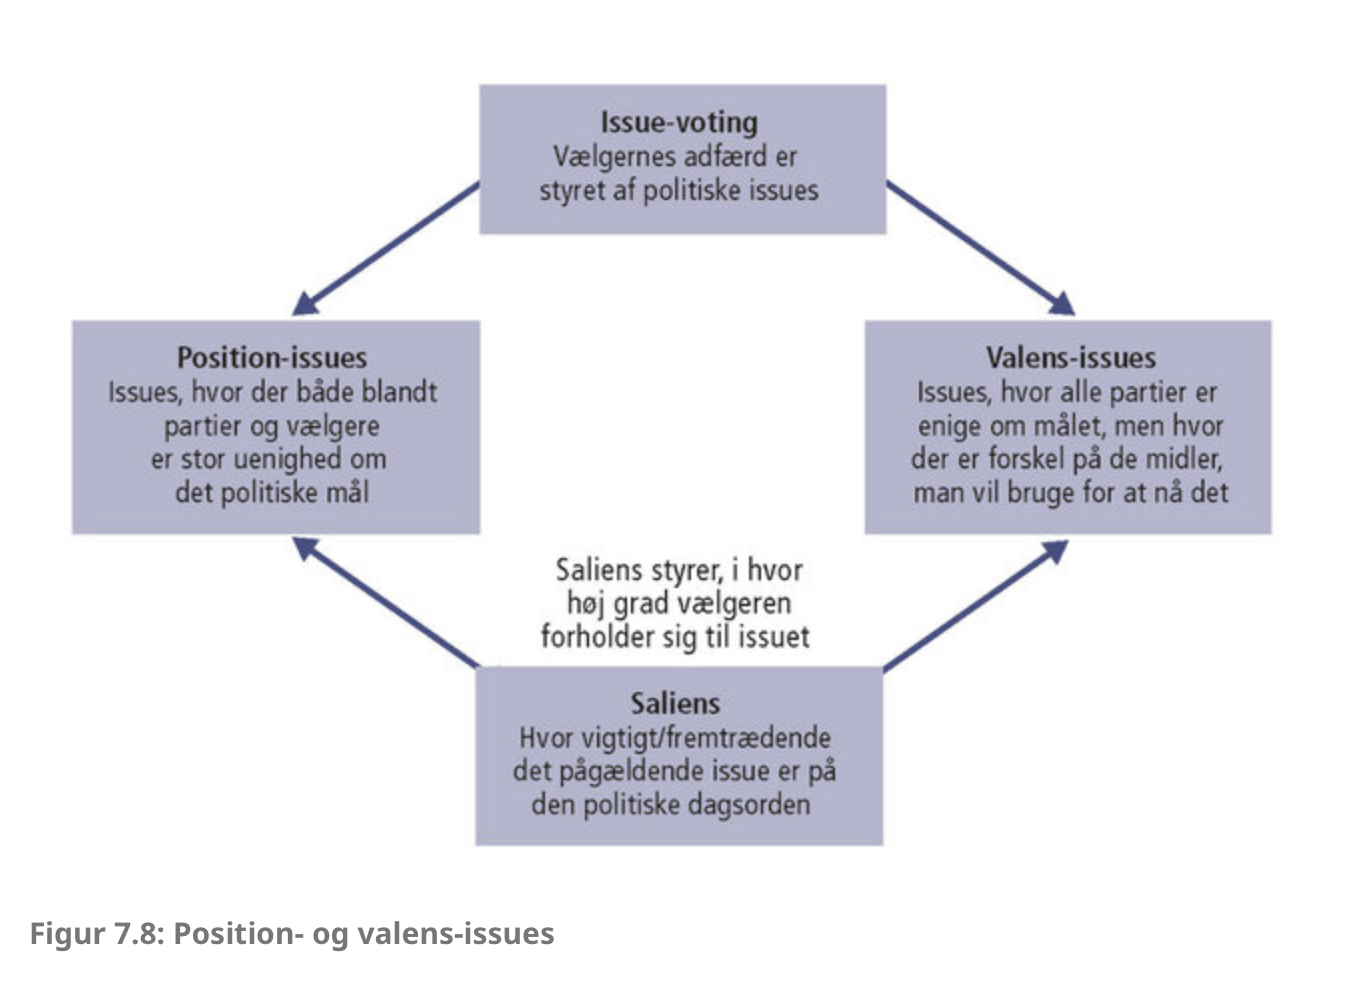 Issue-voting
Vælgernes adfærd er
styret af politiske issues
Position-issues
Issues, hvor der både blandt
partier og vælgere
er stor uenighed om
det politiske mål
Valens-issues
Issues, hvor alle partier er
enige om målet, men hvor
der er forskel på de midler,
man vil bruge for at nå det
Saliens styrer, i hvor
høj grad vælgeren
forholder sig til issuet
Saliens
Hvor vigtigt/fremtrædende
det pågældende issue er på
den politiske dagsorden
Figur 7.8: Position- og valens-issues